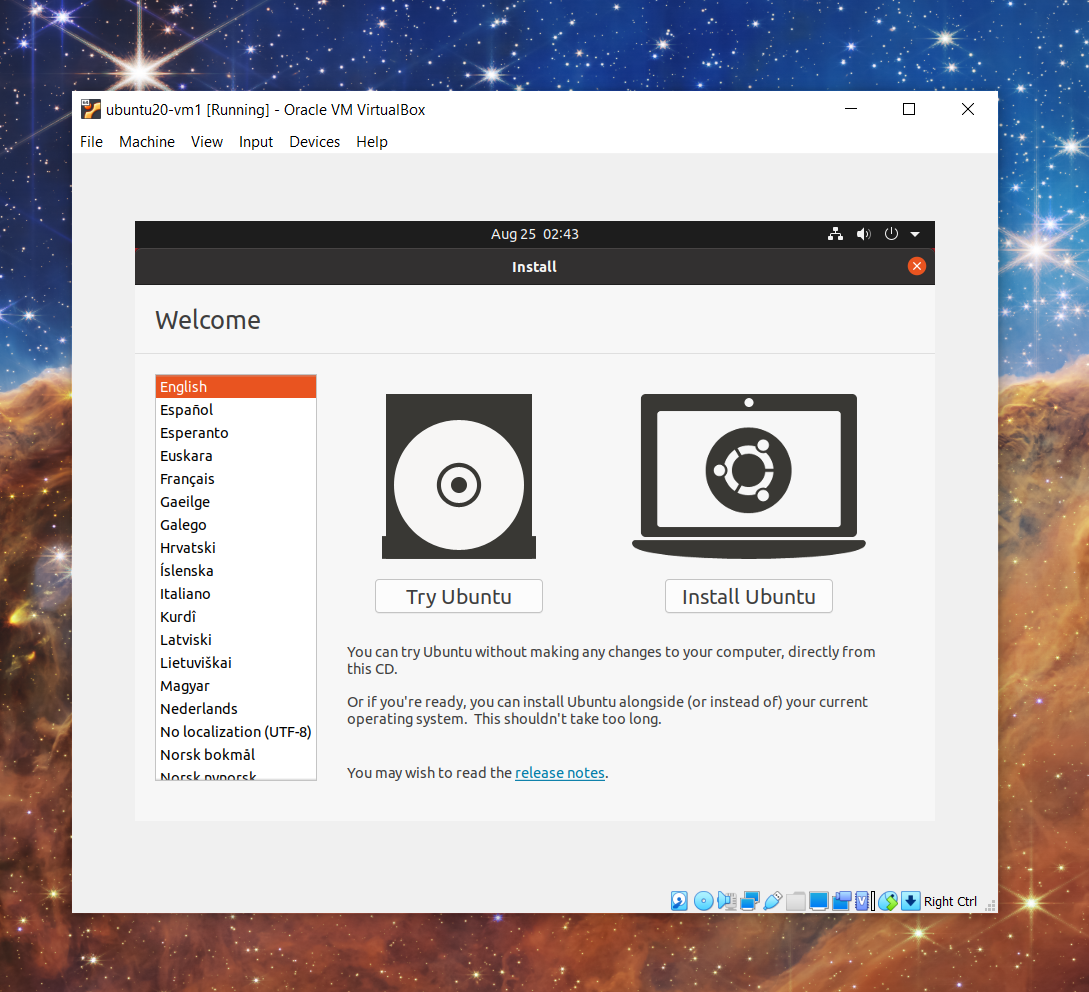 ubuntu20-vm1 [Running] - Oracle VM VirtualBox
File Machine View Input Devices Help
Aug 25 02:43
Install
Welcome
English
Español
Esperanto
Euskara
Français
Gaeilge
Galego
Hrvatski
Íslenska
Italiano
Kurdî
Latviski
Lietuviškai
Magyar
Nederlands
No localization (UTF-8)
Norsk bokmål
Norsk nynorsk
Try Ubuntu
Install Ubuntu
You can try Ubuntu without making any changes to your computer, directly from
this CD.
Or if you're ready, you can install Ubuntu alongside (or instead of) your current
operating system. This shouldn't take too long.
You may wish to read the release notes.
Right Ctrl